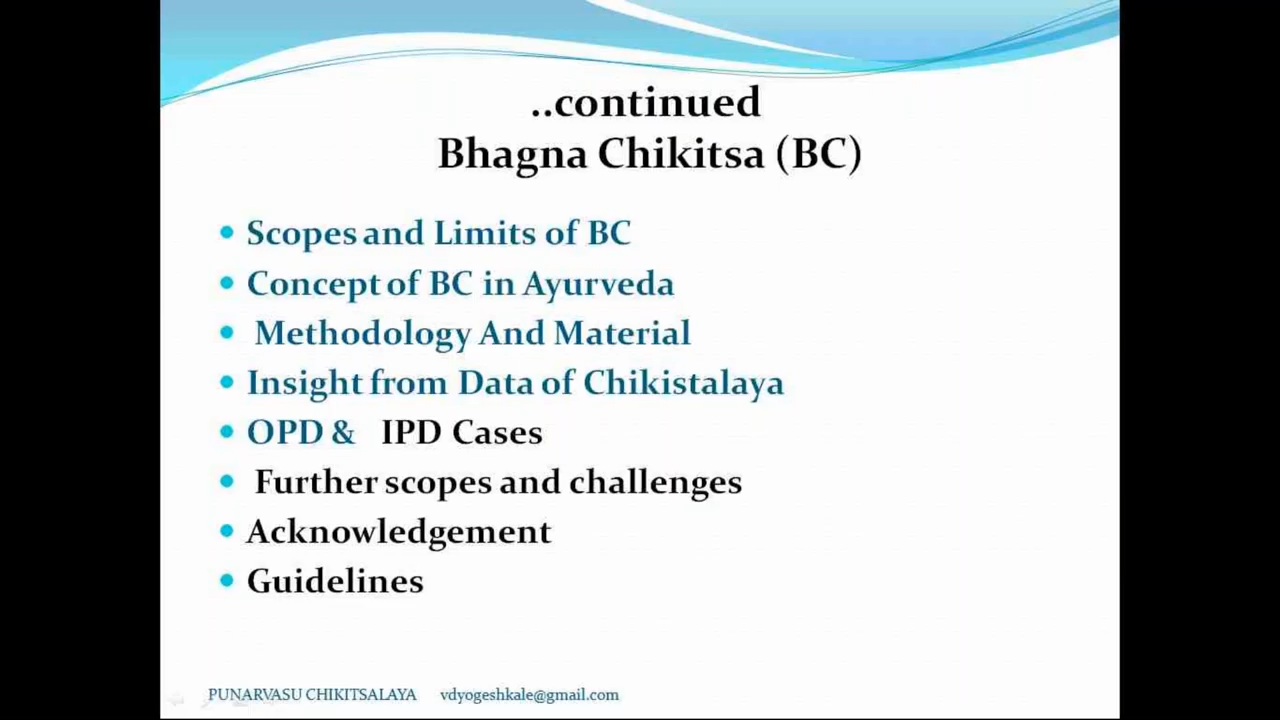 ..continued
Bhagna Chikitsa (BC)
Scopes and Limits of BC
Concept of BC in Ayurveda
Methodology And Material
Insight from Data of Chikistalaya
OPD & IPD Cases
Further scopes and challenges
Acknowledgement
Guidelines
PUNARVASU CHIKITSALAYA vdyogeshkale@gmail.com